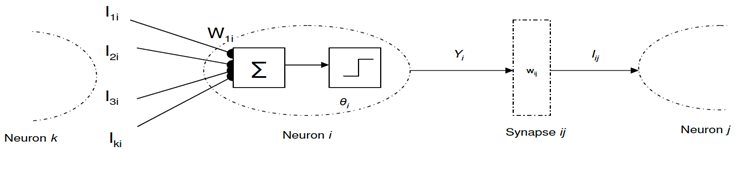 I1i
I2i
I3i
Iki
W1i
Σ
θi
Yi
wij
Iij
Neuron k
Neuron i
Synapse ij
Neuron j